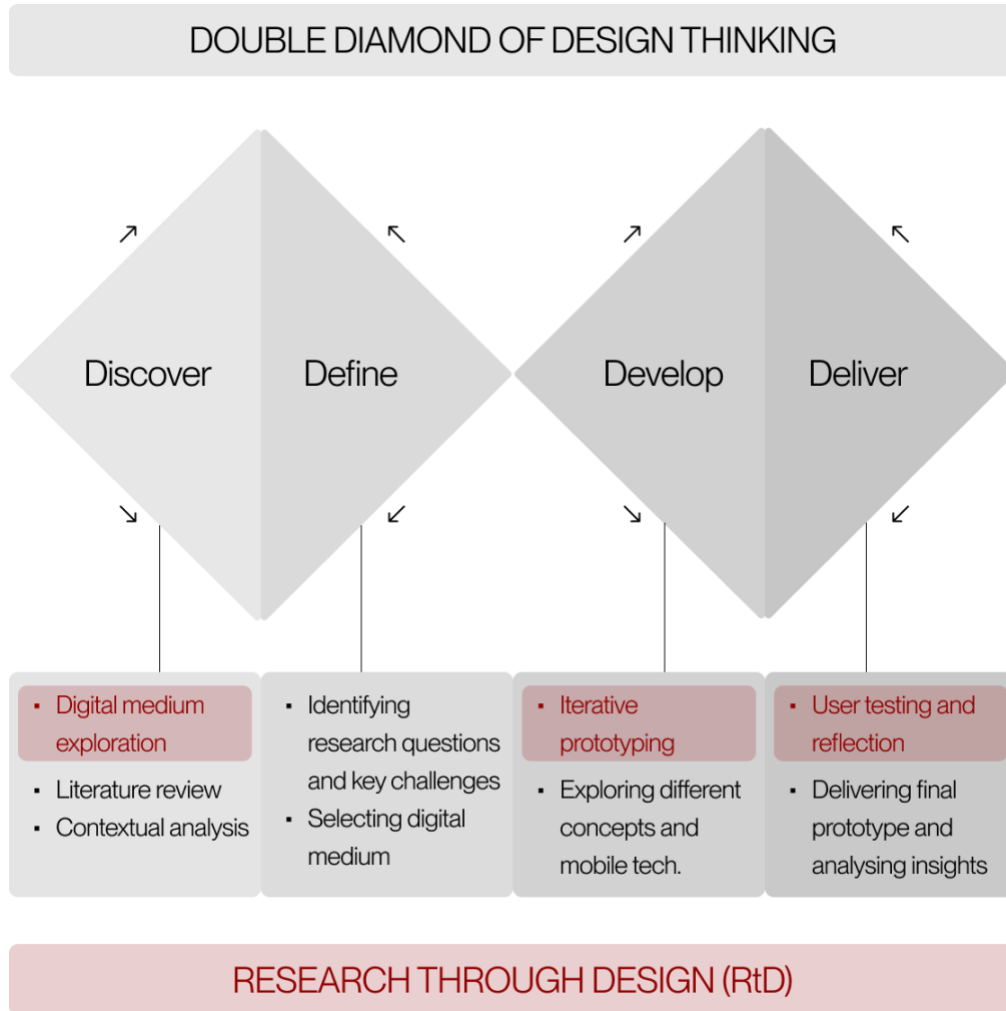 DOUBLE DIAMOND OF DESIGN THINKING
Discover
Define
Develop
Deliver
▪ Digital medium
exploration
▪ Literature review
▪ Contextual analysis
▪ Identifying
research questions
and key challenges
▪ Selecting digital
medium
▪ Iterative
prototyping
▪ Exploring different
concepts and
mobile tech.
▪ User testing and
reflection
▪ Delivering final
prototype and
analysing insights
RESEARCH THROUGH DESIGN (RtD)